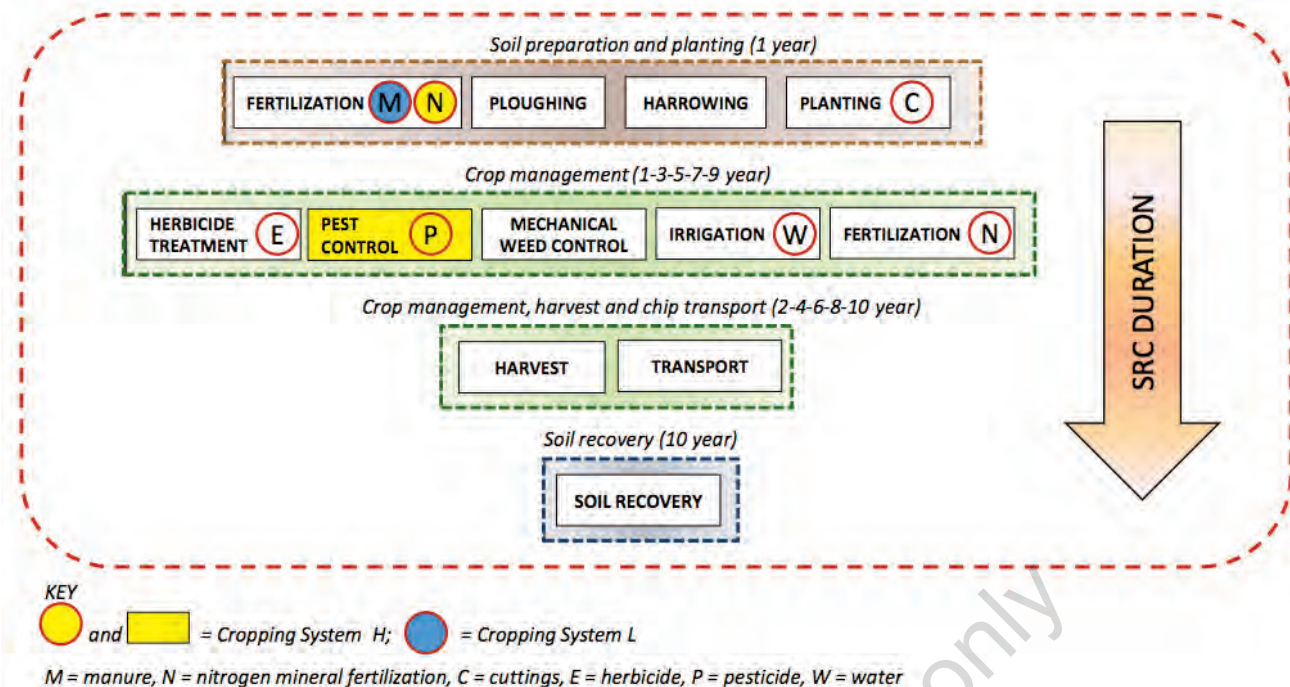 Soil preparation and planting (1 year)
FERTILIZATION M N PLOUGHING HARROWING PLANTING C
Crop management (1-3-5-7-9 year)
HERBICIDE TREATMENT E PEST CONTROL P MECHANICAL WEED CONTROL IRRIGATION W FERTILIZATION N
Crop management, harvest and chip transport (2-4-6-8-10 year)
HARVEST TRANSPORT
Soil recovery (10 year)
SOIL RECOVERY
SRC DURATION
KEY
and = Cropping System H; = Cropping System L
M = manure, N = nitrogen mineral fertilization, C = cuttings, E = herbicide, P = pesticide, W = water
only